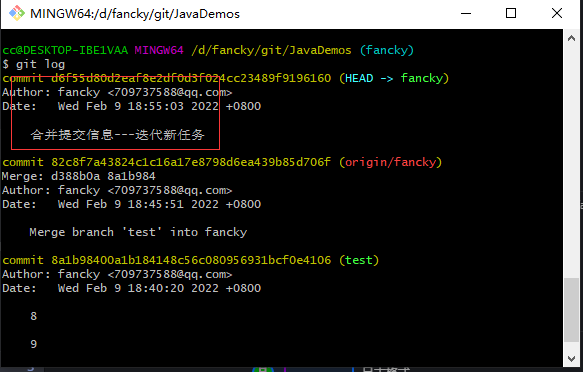 MINGW64:/d/fancky/git/JavaDemos
cc@DESKTOP-IBE1VAA MINGW64 /d/fancky/git/JavaDemos (fancky)
$ git log
commit d6f55d80d2eaf8e2df0d3f024cc23489f9196160 (HEAD -> fancky)
Author: fancky <709737588@qq.com>
Date:   Wed Feb 9 18:55:03 2022 +0800
合并提交信息---迭代新任务
commit 82c8f7a43824c1c16a17e8798d6ea439b85d706f (origin/fancky)
Merge: d388b0a 8a1b984
Author: fancky <709737588@qq.com>
Date:   Wed Feb 9 18:45:51 2022 +0800
Merge branch 'test' into fancky
commit 8a1b98400a1b184148c56c080956931bcf0e4106 (test)
Author: fancky <709737588@qq.com>
Date:   Wed Feb 9 18:40:20 2022 +0800
8
9